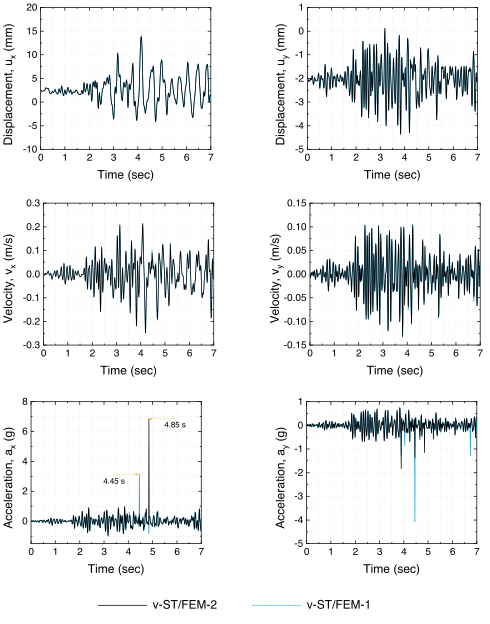 20
15
10
5
0
-5
-10
Displacement, uₓ (mm)
0 1 2 3 4 5 6 7
Time (sec)
1
0
-1
-2
-3
-4
-5
Displacement, u_y (mm)
0 1 2 3 4 5 6 7
Time (sec)
0.3
0.2
0.1
0.0
-0.1
-0.2
-0.3
Velocity, vₓ (m/s)
0 1 2 3 4 5 6 7
Time (sec)
0.15
0.10
0.05
0.00
-0.05
-0.10
-0.15
Velocity, v_y (m/s)
0 1 2 3 4 5 6 7
Time (sec)
8
6
4
2
0
Acceleration, aₓ (g)
4.85 s
4.45 s
0 1 2 3 4 5 6 7
Time (sec)
1
0
-1
-2
-3
-4
-5
Acceleration, a_y (g)
0 1 2 3 4 5 6 7
Time (sec)
v-ST/FEM-2 v-ST/FEM-1